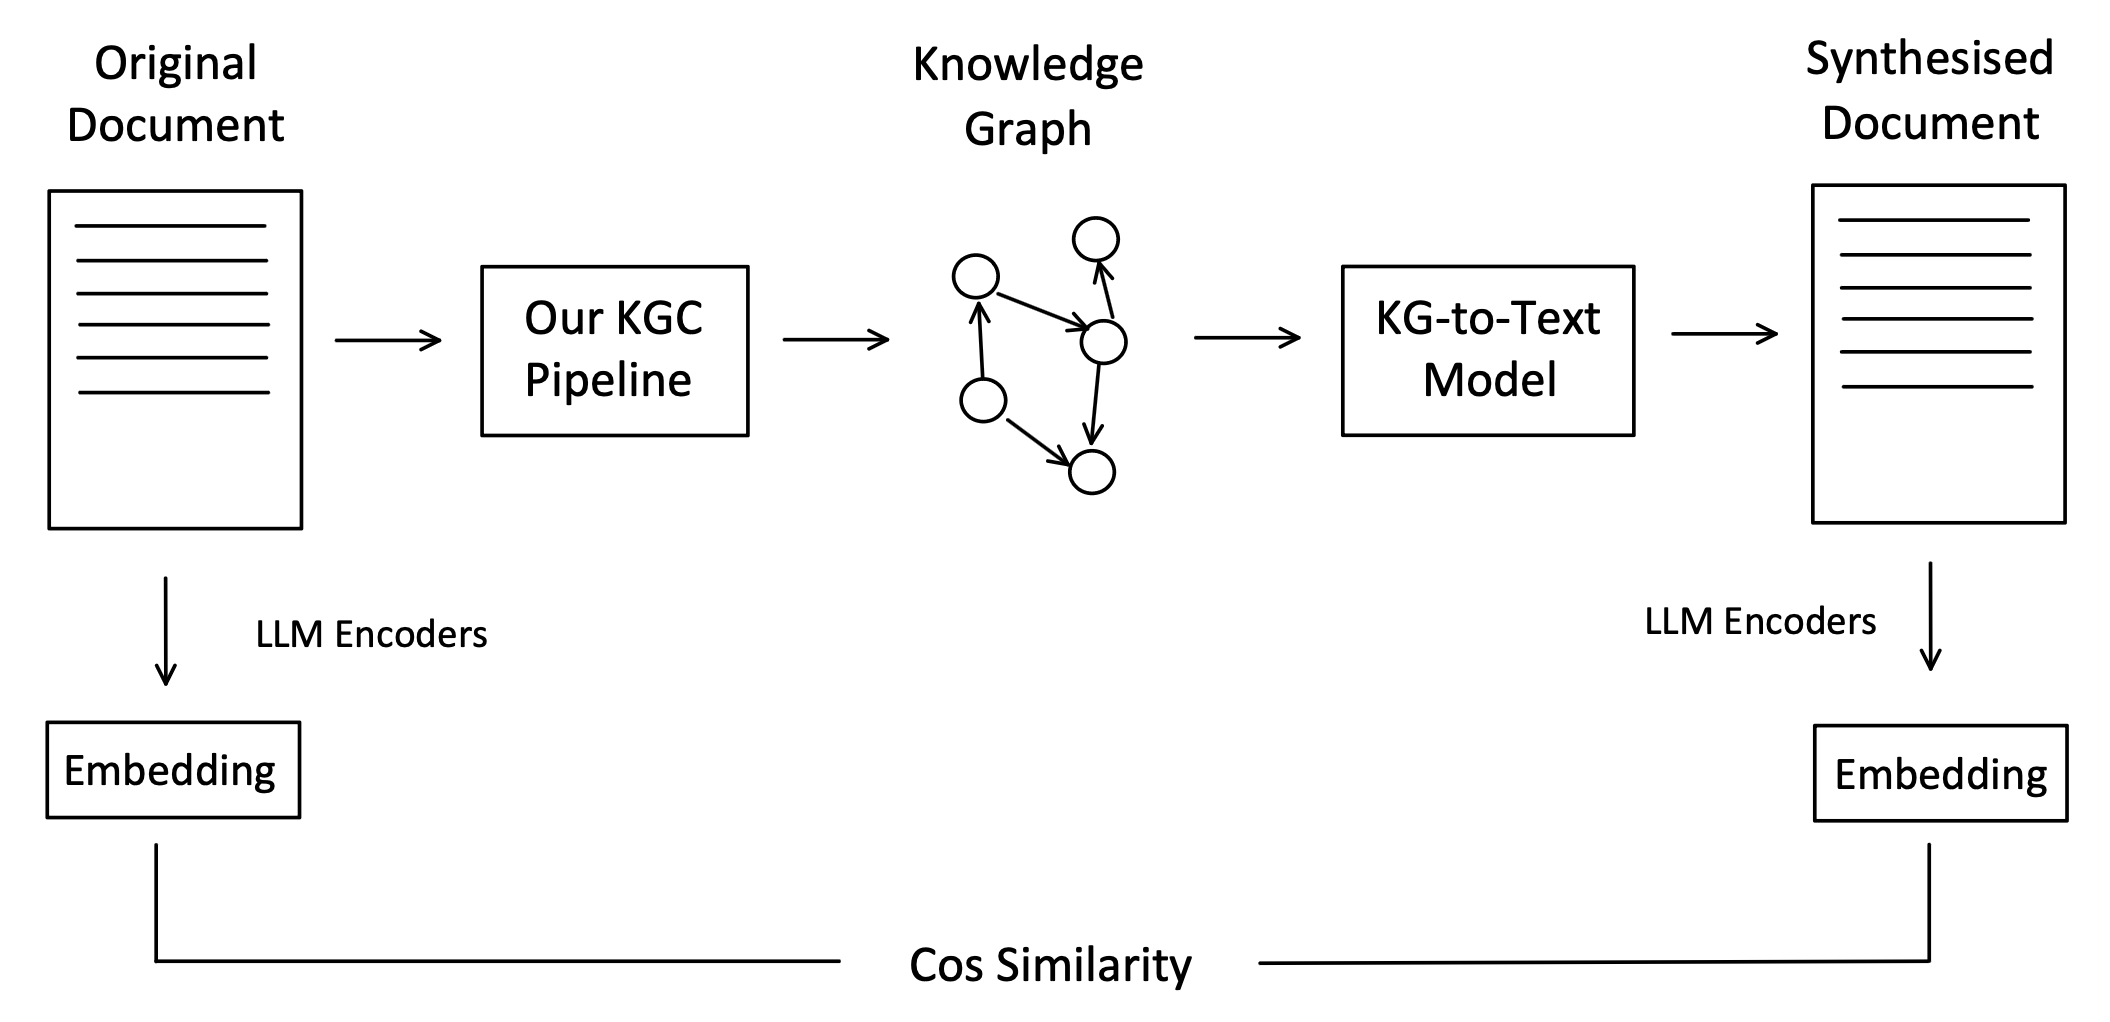 Original
Document
Knowledge
Graph
Synthesised
Document
Our KGC
Pipeline
KG-to-Text
Model
LLM Encoders
LLM Encoders
Embedding
Embedding
Cos Similarity